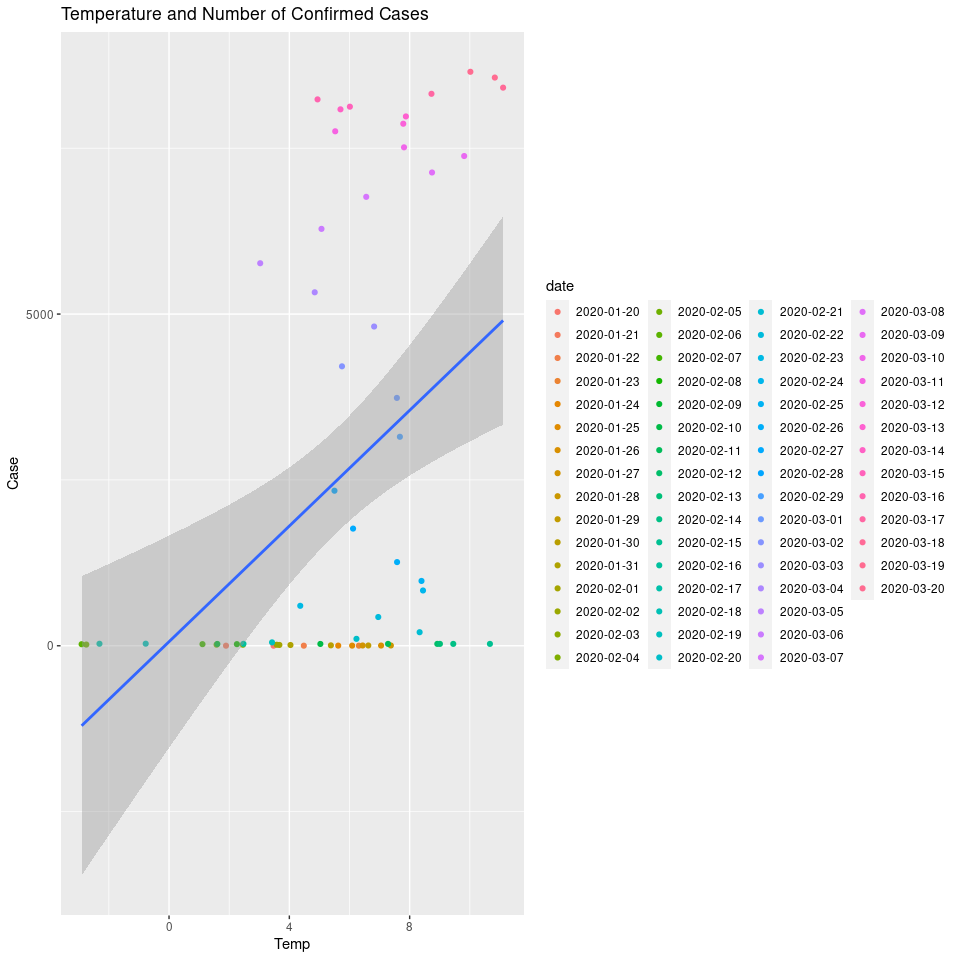 Temperature and Number of Confirmed Cases
Case
5000
0
0 4 8
Temp
date
2020-01-20 2020-02-05 2020-02-21 2020-03-08
2020-01-21 2020-02-06 2020-02-22 2020-03-09
2020-01-22 2020-02-07 2020-02-23 2020-03-10
2020-01-23 2020-02-08 2020-02-24 2020-03-11
2020-01-24 2020-02-09 2020-02-25 2020-03-12
2020-01-25 2020-02-10 2020-02-26 2020-03-13
2020-01-26 2020-02-11 2020-02-27 2020-03-14
2020-01-27 2020-02-12 2020-02-28 2020-03-15
2020-01-28 2020-02-13 2020-02-29 2020-03-16
2020-01-29 2020-02-14 2020-03-01 2020-03-17
2020-01-30 2020-02-15 2020-03-02 2020-03-18
2020-01-31 2020-02-16 2020-03-03 2020-03-19
2020-02-01 2020-02-17 2020-03-04 2020-03-20
2020-02-02 2020-02-18 2020-03-05
2020-02-03 2020-02-19 2020-03-06
2020-02-04 2020-02-20 2020-03-07